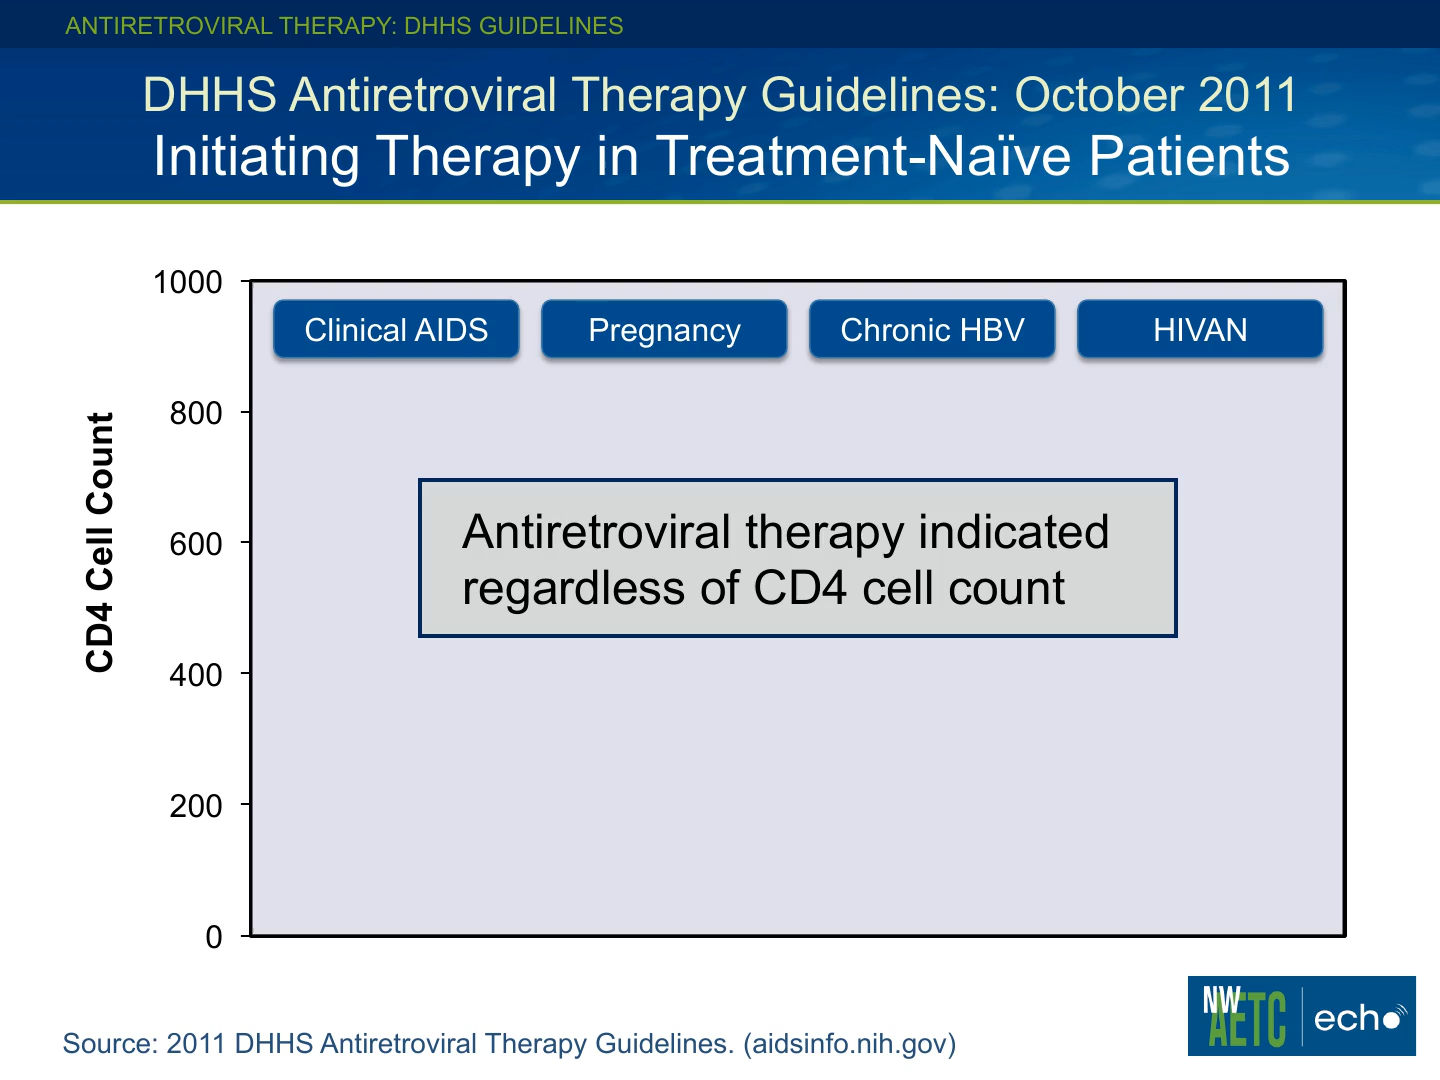 ANTIRETROVIRAL THERAPY: DHHS GUIDELINES
DHHS Antiretroviral Therapy Guidelines: October 2011
Initiating Therapy in Treatment-Naïve Patients
1000
Clinical AIDS
Pregnancy
Chronic HBV
HIVAN
800
600
400
200
0
CD4 Cell Count
Antiretroviral therapy indicated
regardless of CD4 cell count
NW
AETC
echo
Source: 2011 DHHS Antiretroviral Therapy Guidelines. (aidsinfo.nih.gov)